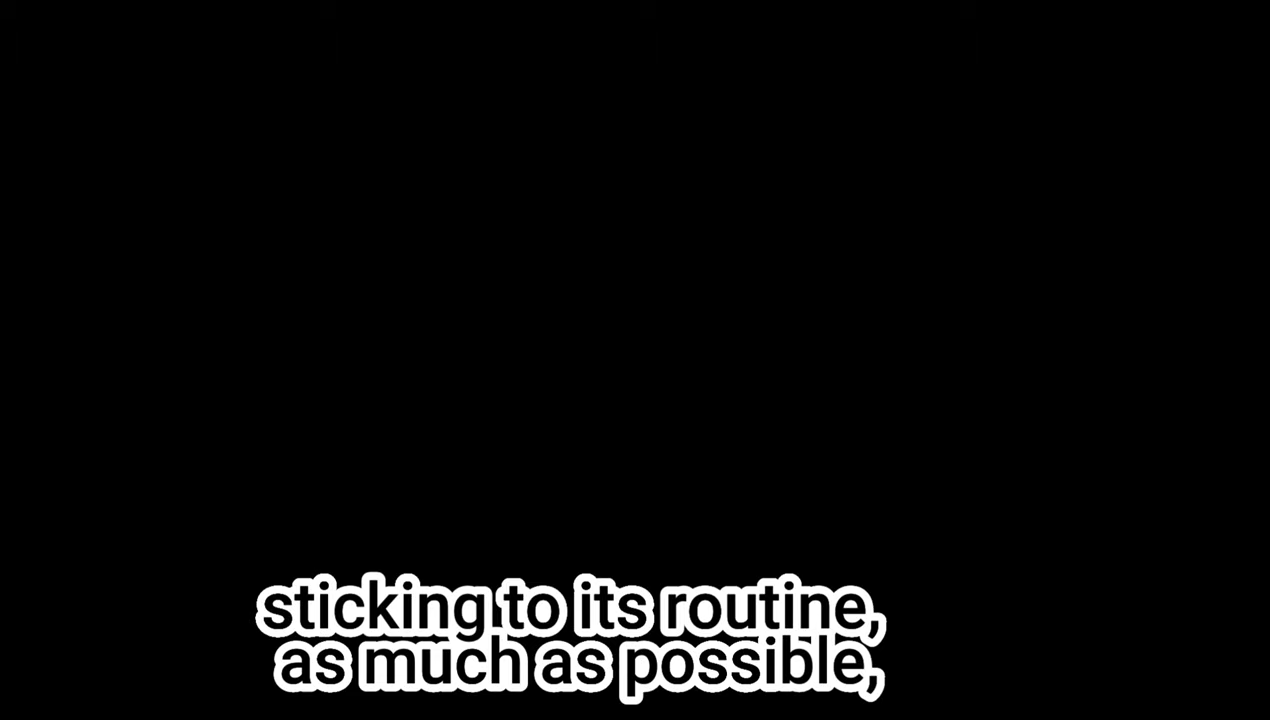 sticking to its routine,
as much as possible,